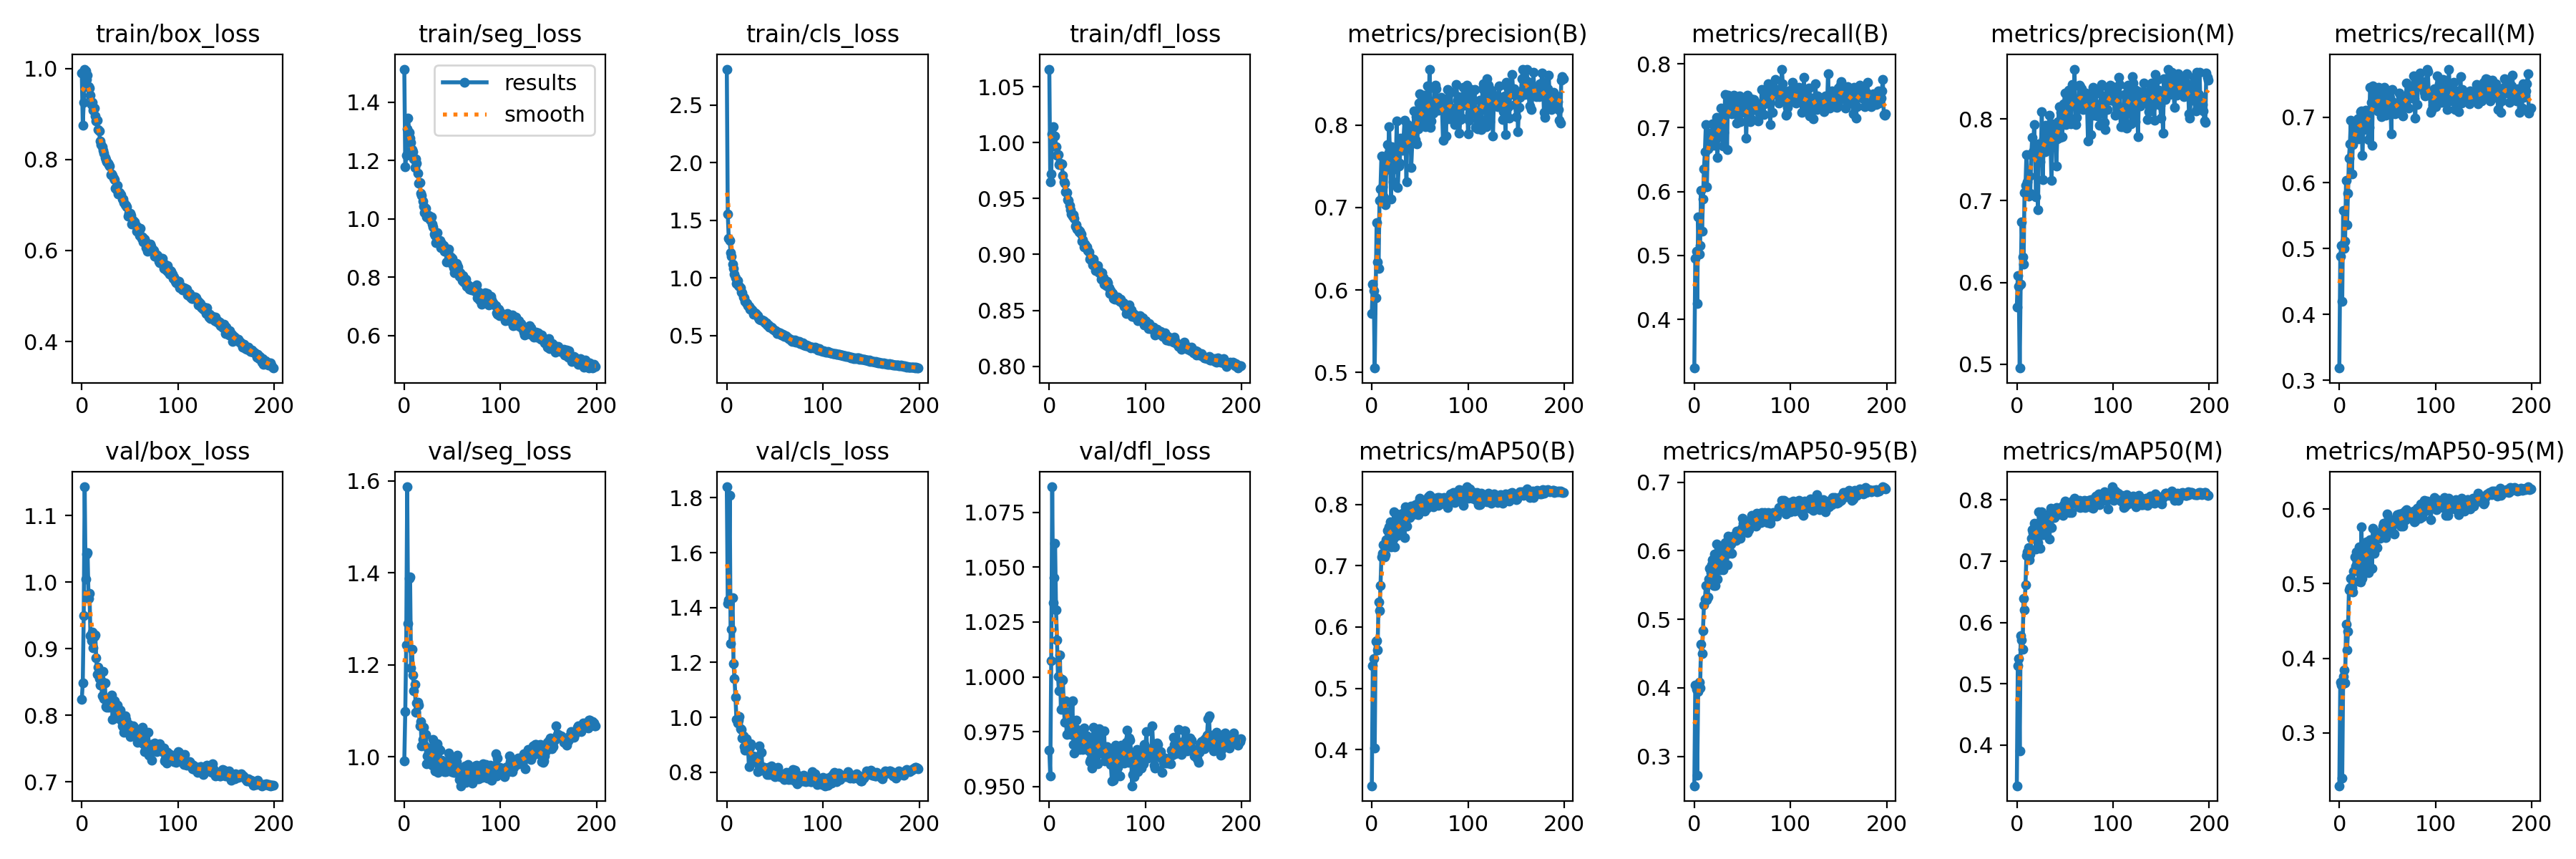 train/box_loss
train/seg_loss
train/cls_loss
train/dfl_loss
metrics/precision(B)
metrics/recall(B)
metrics/precision(M)
metrics/recall(M)
1.0
0.8
0.6
0.4
0 100 200
results
smooth
1.4
1.2
1.0
0.8
0.6
0 100 200
2.5
2.0
1.5
1.0
0.5
0 100 200
1.05
1.00
0.95
0.90
0.85
0.80
0 100 200
0.8
0.7
0.6
0.5
0 100 200
0.8
0.7
0.6
0.5
0.4
0 100 200
0.8
0.7
0.6
0.5
0 100 200
0.7
0.6
0.5
0.4
0.3
0 100 200
val/box_loss
val/seg_loss
val/cls_loss
val/dfl_loss
metrics/mAP50(B)
metrics/mAP50-95(B)
metrics/mAP50(M)
metrics/mAP50-95(M)
1.1
1.0
0.9
0.8
0.7
0 100 200
1.6
1.4
1.2
1.0
0 100 200
1.8
1.6
1.4
1.2
1.0
0.8
0 100 200
1.075
1.050
1.025
1.000
0.975
0.950
0 100 200
0.8
0.7
0.6
0.5
0.4
0 100 200
0.7
0.6
0.5
0.4
0.3
0 100 200
0.8
0.7
0.6
0.5
0.4
0 100 200
0.6
0.5
0.4
0.3
0 100 200